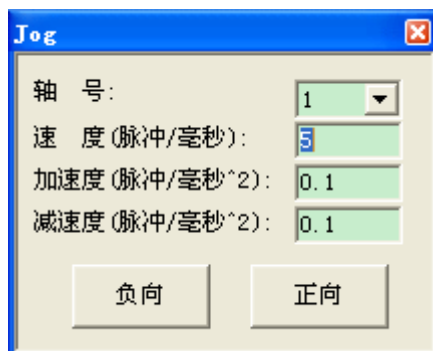 Jog
轴 号: 1
速 度(脉冲/毫秒): 5
加速度(脉冲/毫秒^2): 0.1
减速度(脉冲/毫秒^2): 0.1
负向 正向